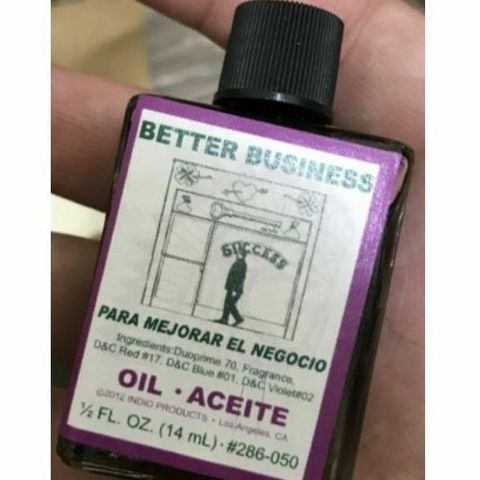 BETTER BUSINESS
SUCCESS
PARA MEJORAR EL NEGOCIO
Ingredients:Duoprime 70, Fragrance,
D&C Red #17, D&C Blue #01, D&C Violet#02
OIL · ACEITE
©2012 INDIO PRODUCTS • Los Angeles, CA
½ FL. OZ. (14 mL) · #286-050